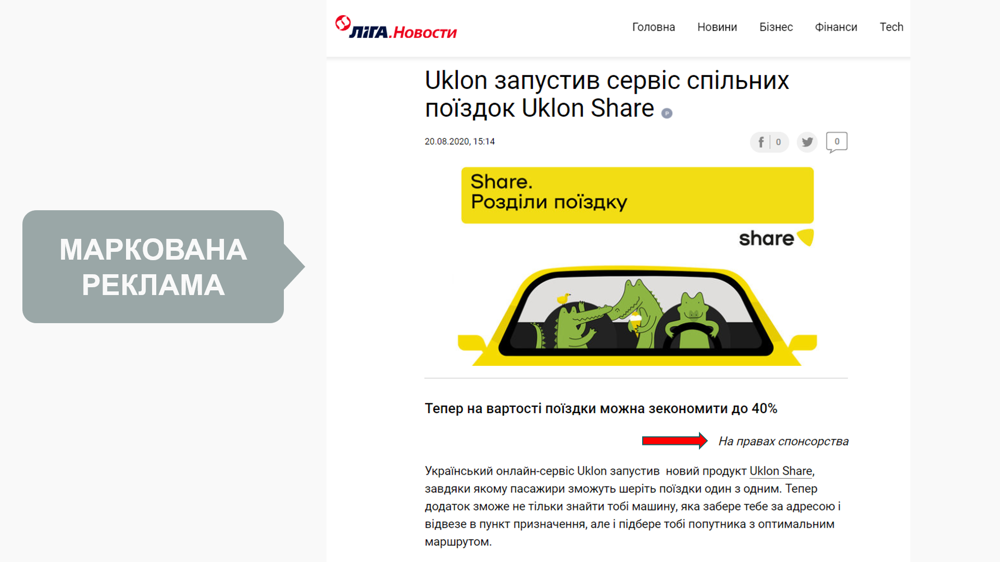 МАРКОВАНА
РЕКЛАМА
ЛІГА.Новости
Головна Новини Бізнес Фінанси Tech
Uklon запустив сервіс спільних
поїздок Uklon Share P
20.08.2020, 15:14
f 0 0
Share.
Розділи поїздку
share
Тепер на вартості поїздки можна зекономити до 40%
На правах спонсорства
Український онлайн-сервіс Uklon запустив новий продукт Uklon Share,
завдяки якому пасажири зможуть шеріть поїздки один з одним. Тепер
додаток зможе не тільки знайти тобі машину, яка забере тебе за адресою і
відвезе в пункт призначення, але і підбере тобі попутника з оптимальним
маршрутом.